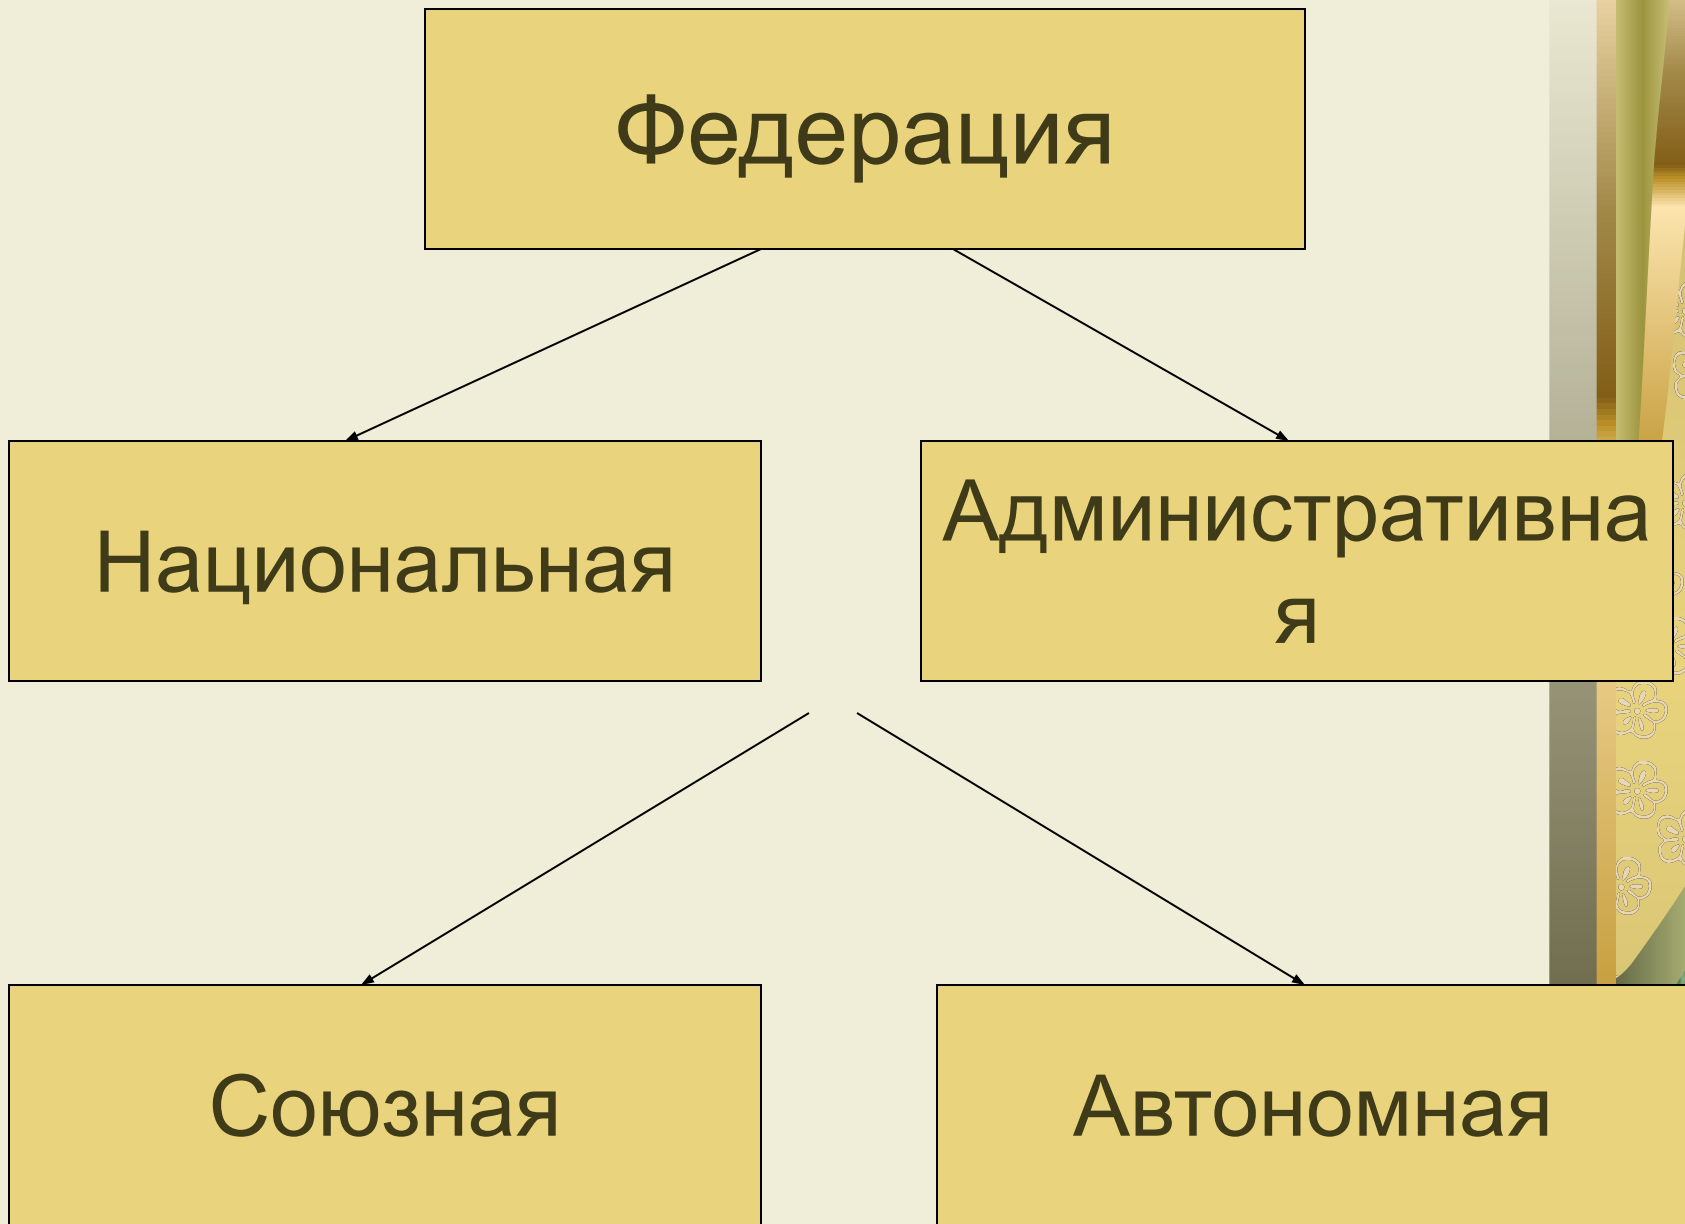 Федерация
Национальная
Административна
я
Союзная
Автономная